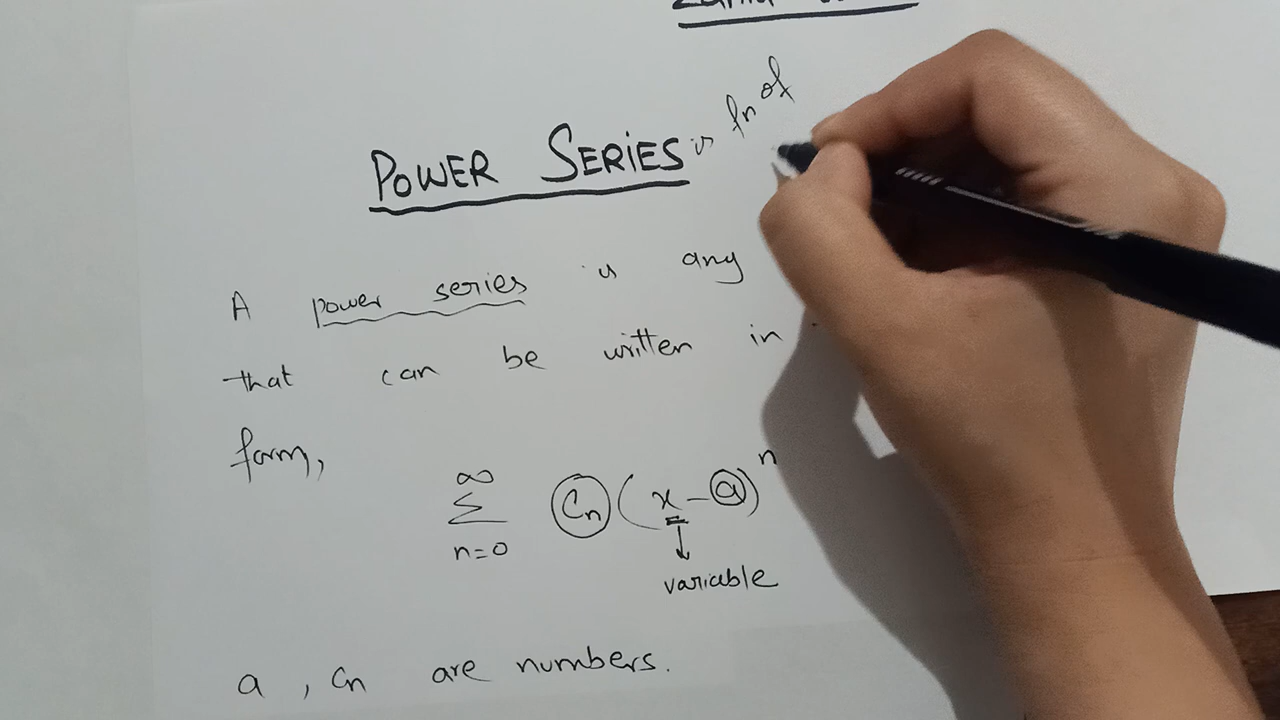 POWER SERIES is fn of
A power series is any
that can be written in
form,
∞
Σ Cn (x-a)^n
n=0
variable
a, Cn are numbers.